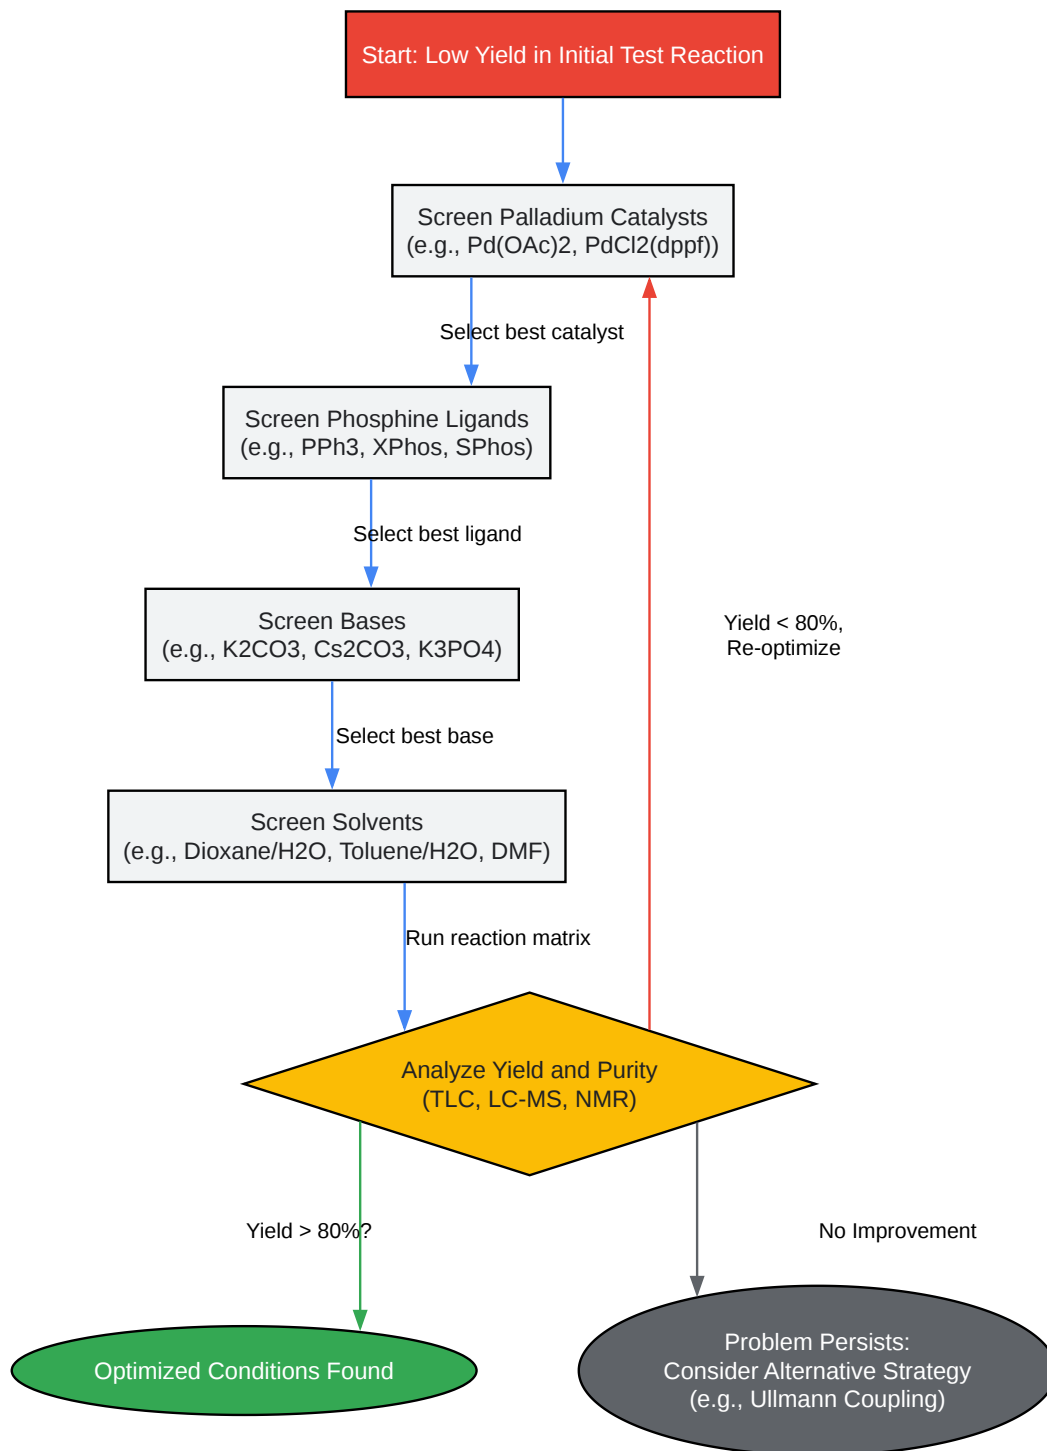 Start: Low Yield in Initial Test Reaction
Screen Palladium Catalysts
(e.g., Pd(OAc)2, PdCl2(dppf))
Select best catalyst
Screen Phosphine Ligands
(e.g., PPh3, XPhos, SPhos)
Select best ligand
Screen Bases
(e.g., K2CO3, Cs2CO3, K3PO4)
Yield < 80%,
Re-optimize
Select best base
Screen Solvents
(e.g., Dioxane/H2O, Toluene/H2O, DMF)
Run reaction matrix
Analyze Yield and Purity
(TLC, LC-MS, NMR)
Yield > 80%?
No Improvement
Optimized Conditions Found
Problem Persists:
Consider Alternative Strategy
(e.g., Ullmann Coupling)